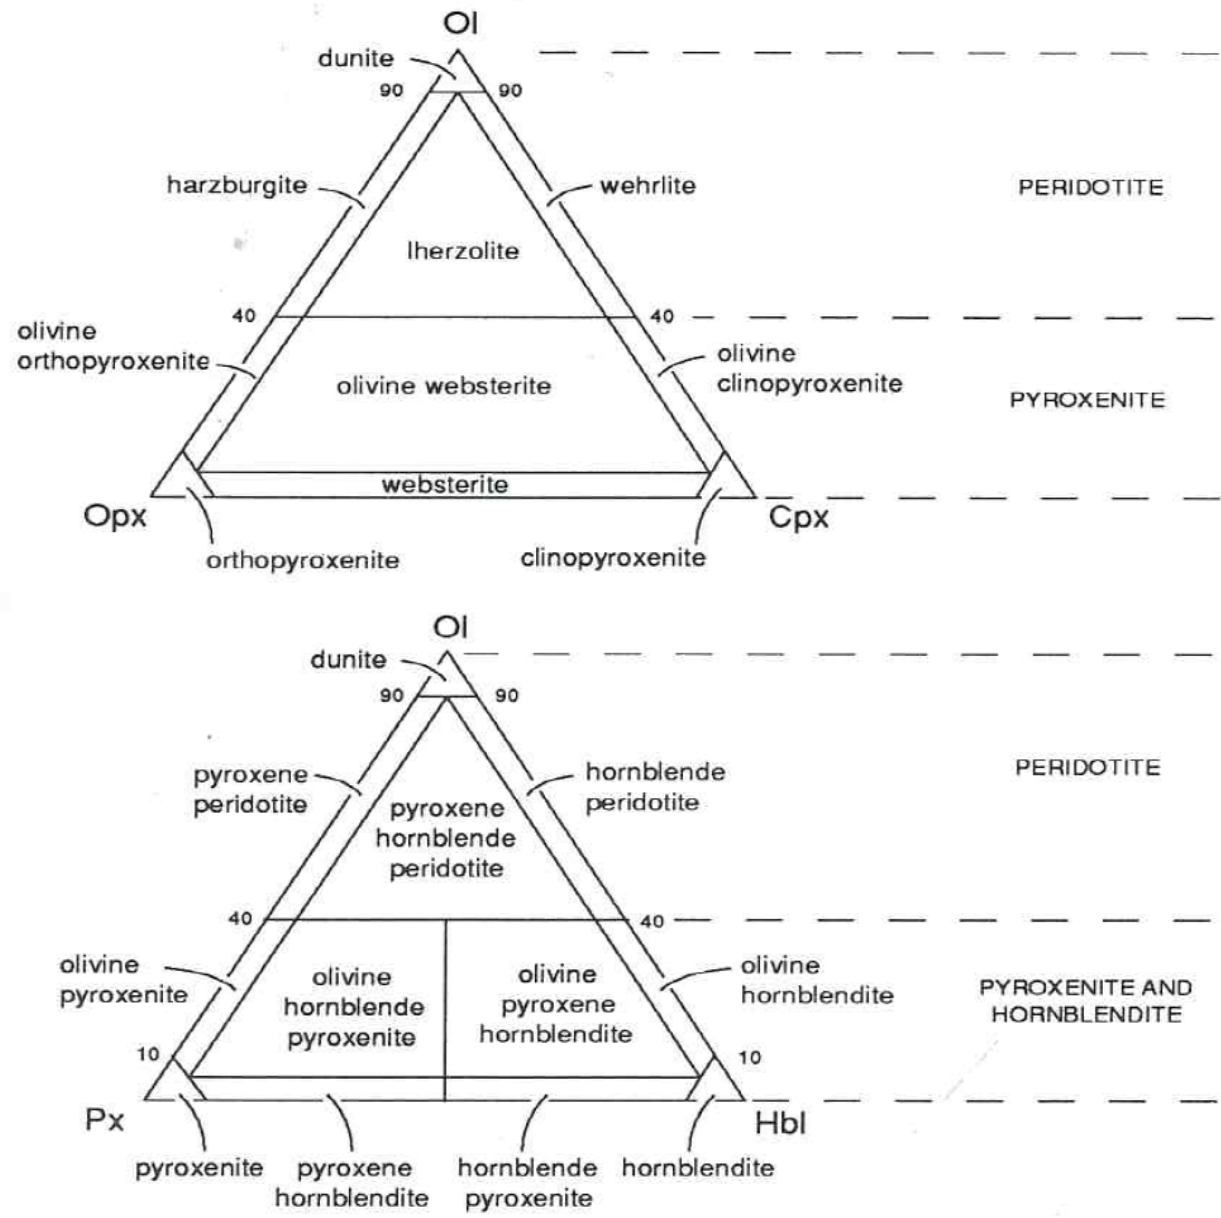 Ol
dunite
90
90
harzburgite
wehrlite
PERIDOTITE
lherzolite
40
40
olivine
orthopyroxenite
olivine
clinopyroxenite
olivine websterite
PYROXENITE
websterite
Opx
Cpx
orthopyroxenite
clinopyroxenite
Ol
dunite
90
90
pyroxene
peridotite
hornblende
peridotite
PERIDOTITE
pyroxene
hornblende
peridotite
40
40
olivine
pyroxenite
olivine
hornblende
pyroxenite
olivine
pyroxene
hornblendite
olivine
hornblendite
PYROXENITE AND
HORNBLENDITE
10
10
Px
Hbl
pyroxenite
pyroxene
hornblendite
hornblende
pyroxenite
hornblendite